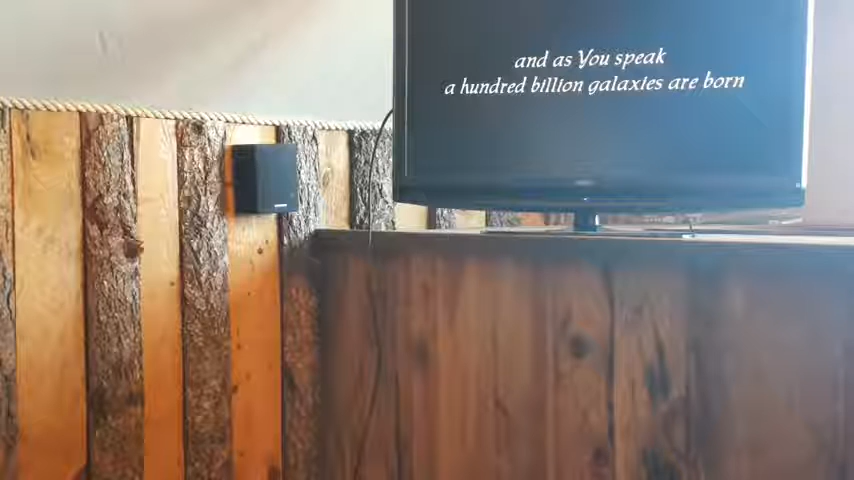 and as You speak
a hundred billion galaxies are born